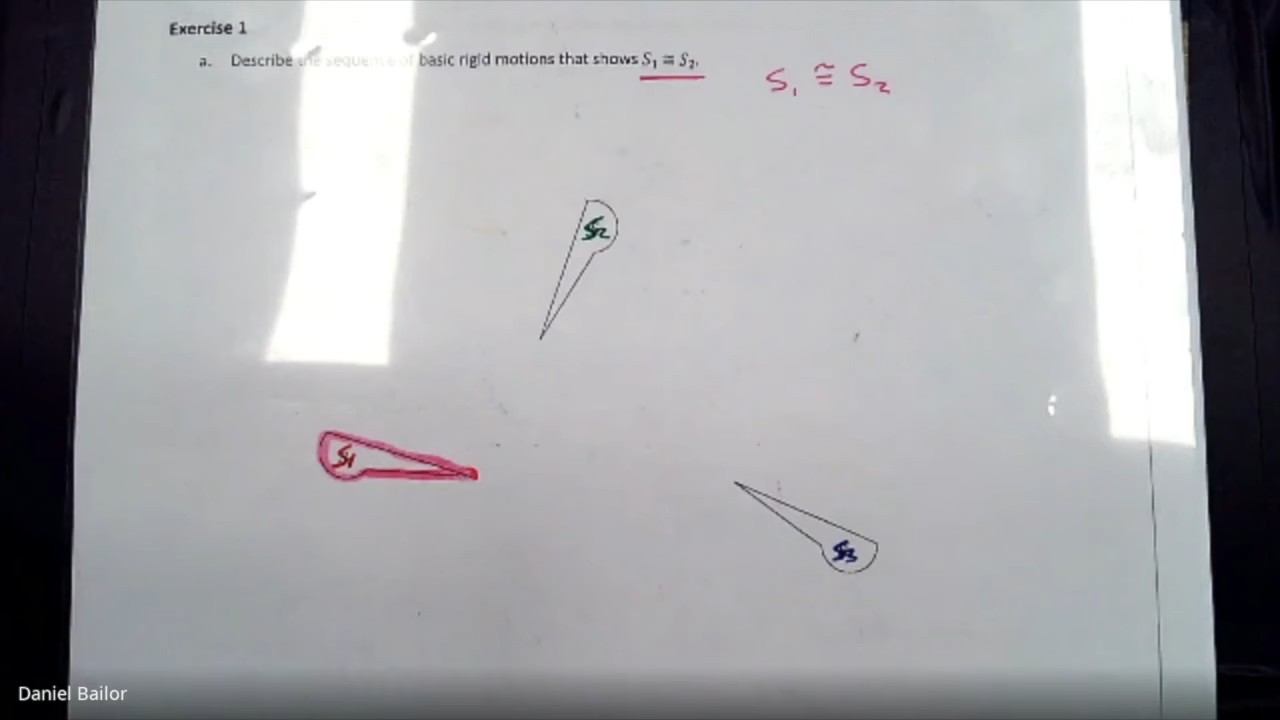 Exercise 1
a. Describe the sequence of basic rigid motions that shows S₁ ≅ S₂.
S₁ ≅ S₂
S₂
S₁
S₃
Daniel Bailor